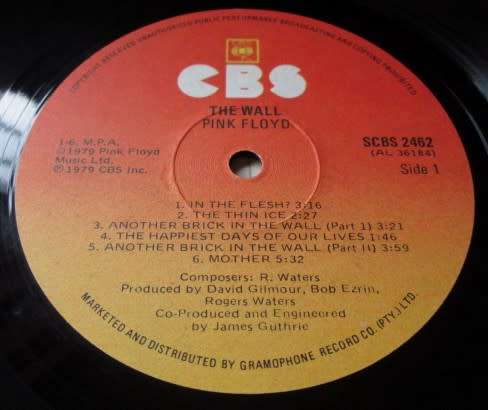 COPYRIGHT RESERVED UNAUTHORISED PUBLIC PERFORMANCE BROADCASTING AND COPYING PROHIBITED
CBS
THE WALL
PINK FLOYD
1-6. M.P.A.
©1979 Pink Floyd
Music Ltd.
℗1979 CBS Inc.
SCBS 2462
(AL 36184)
Side 1
1. IN THE FLESH? 3:16
2. THE THIN ICE 2:27
3. ANOTHER BRICK IN THE WALL (Part 1) 3:21
4. THE HAPPIEST DAYS OF OUR LIVES 1:46
5. ANOTHER BRICK IN THE WALL (Part II) 3:59
6. MOTHER 5:32
Composers: R. Waters
Produced by David Gilmour, Bob Ezrin,
Rogers Waters
Co-Produced and Engineered
by James Guthrie
MARKETED AND DISTRIBUTED BY GRAMOPHONE RECORD CO. (PTY.) LTD.